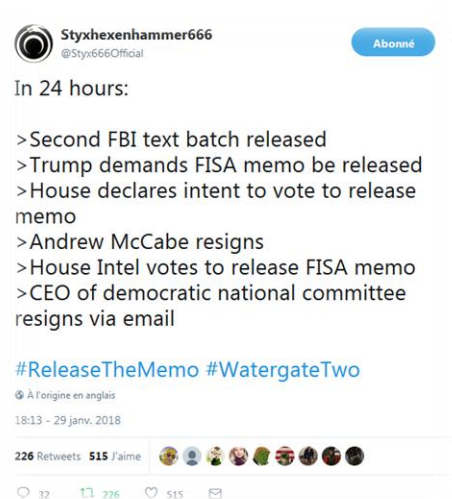 Styxhexenhammer666
@Styx666Official
Abonné
In 24 hours:
>Second FBI text batch released
>Trump demands FISA memo be released
>House declares intent to vote to release
memo
>Andrew McCabe resigns
>House Intel votes to release FISA memo
>CEO of democratic national committee
resigns via email
#ReleaseTheMemo #WatergateTwo
À l'origine en anglais
18:13 - 29 janv. 2018
226 Retweets 515 J'aime
32 226 515